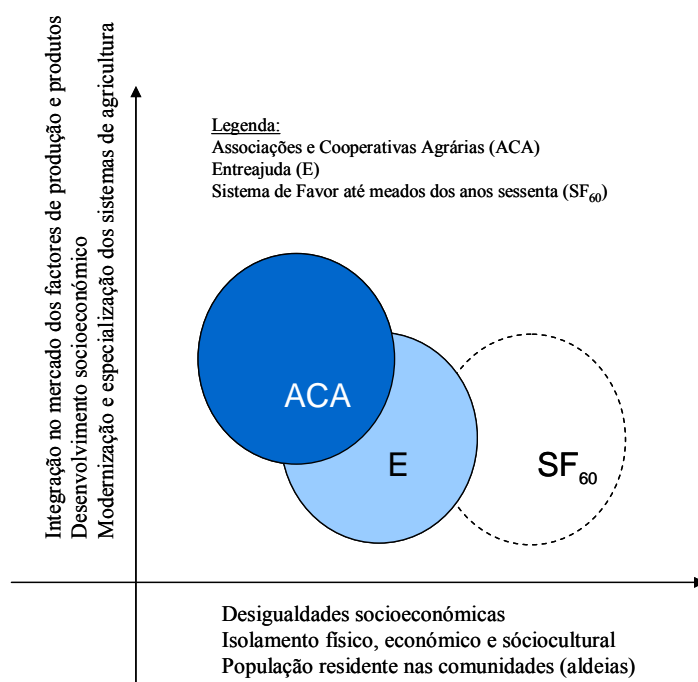 Integração no mercado dos factores de produção e produtos
Desenvolvimento socioeconómico
Modernização e especialização dos sistemas de agricultura
Legenda:
Associações e Cooperativas Agrárias (ACA)
Entreajuda (E)
Sistema de Favor até meados dos anos sessenta (SF60)
ACA
E
SF60
Desigualdades socioeconómicas
Isolamento físico, económico e sóciocultural
População residente nas comunidades (aldeias)